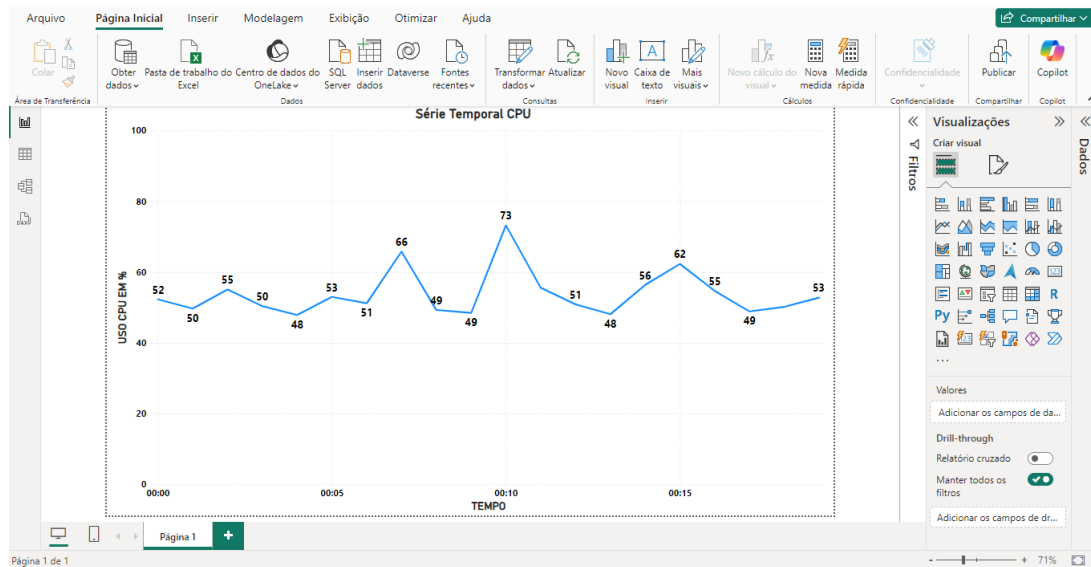 Arquivo Página Inicial Inserir Modelagem Exibição Otimizar Ajuda Compartilhar
Colar
Obter dados
Pasta de trabalho do Excel
Centro de dados do OneLake
SQL Server
Inserir dados
Dataverse
Fontes recentes
Transformar dados
Atualizar
Novo visual
Caixa de texto
Mais visuais
Novo cálculo do visual
Nova medida
Medida rápida
Confidencialidade
Publicar
Copilot
Área de Transferência Dados Consultas Inserir Cálculos Confidencialidade Compartilhar Copilot
Série Temporal CPU
USO CPU EM %
100
80
60
40
20
0
52
50
55
50
48
53
51
66
49
49
73
51
48
56
62
55
49
53
00:00 00:05 00:10 00:15
TEMPO
Filtros
Visualizações
Criar visual
123
R
Py
...
Valores
Adicionar os campos de da...
Drill-through
Relatório cruzado
Manter todos os
filtros
Adicionar os campos de dr...
Dados
Página 1 +
Página 1 de 1
- + 71%